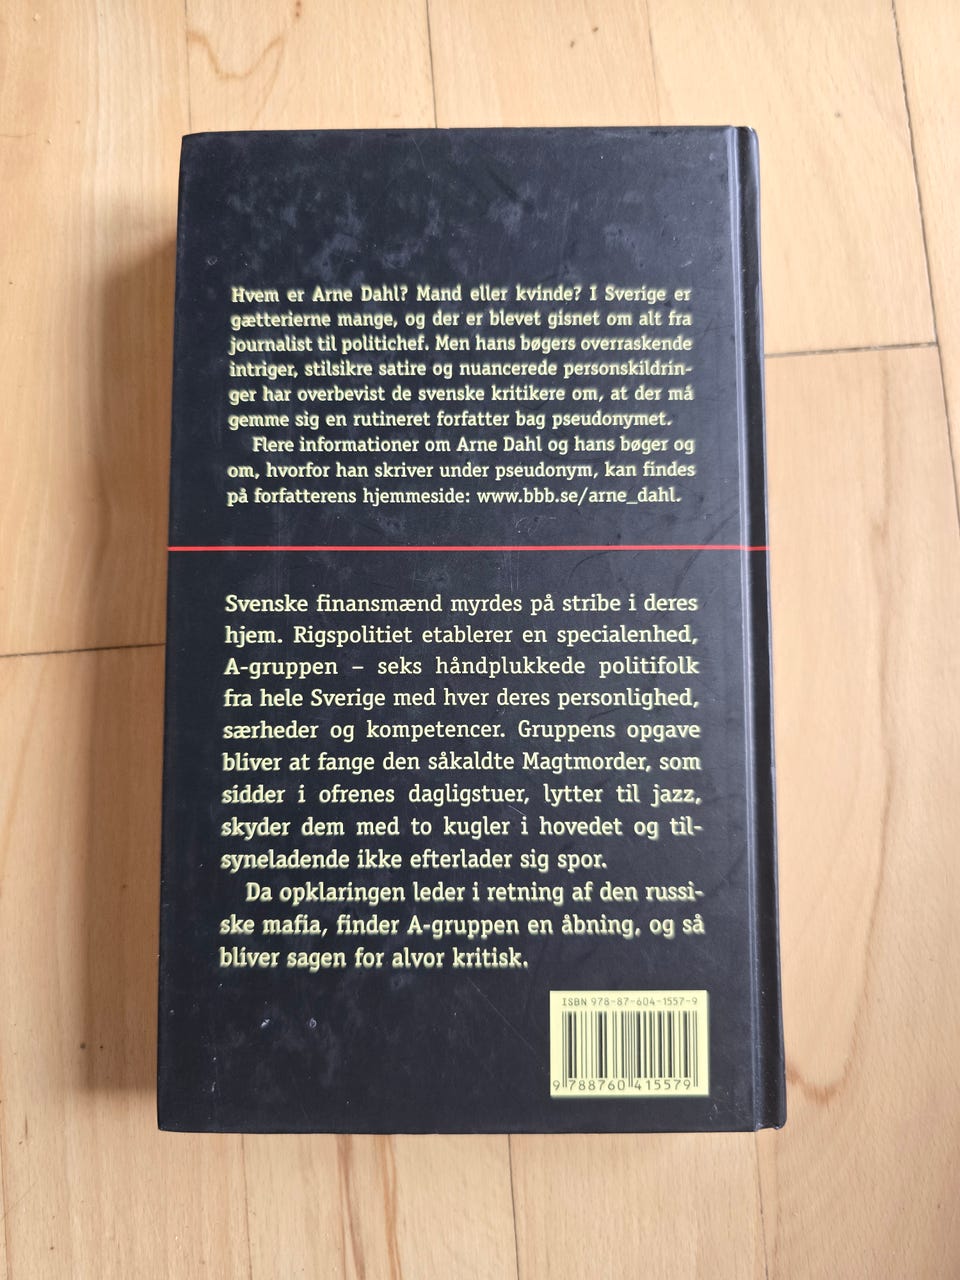 Hvem er Arne Dahl? Mand eller kvinde? I Sverige er
gætterierne mange, og der er blevet gisnet om alt fra
journalist til politichef. Men hans bøgers overraskende
intriger, stilsikre satire og nuancerede personskildrin-
ger har overbevist de svenske kritikere om, at der må
gemme sig en rutineret forfatter bag pseudonymet.
Flere informationer om Arne Dahl og hans bøger og
om, hvorfor han skriver under pseudonym, kan findes
på forfatterens hjemmeside: www.bbb.se/arne_dahl.
Svenske finansmænd myrdes på stribe i deres
hjem. Rigspolitiet etablerer en specialenhed,
A-gruppen – seks håndplukkede politifolk
fra hele Sverige med hver deres personlighed,
særheder og kompetencer. Gruppens opgave
bliver at fange den såkaldte Magtmorder, som
sidder i ofrenes dagligstuer, lytter til jazz,
skyder dem med to kugler i hovedet og til-
syneladende ikke efterlader sig spor.
Da opklaringen leder i retning af den russi-
ske mafia, finder A-gruppen en åbning, og så
bliver sagen for alvor kritisk.
ISBN 978-87-604-1557-9
9 788760 415579